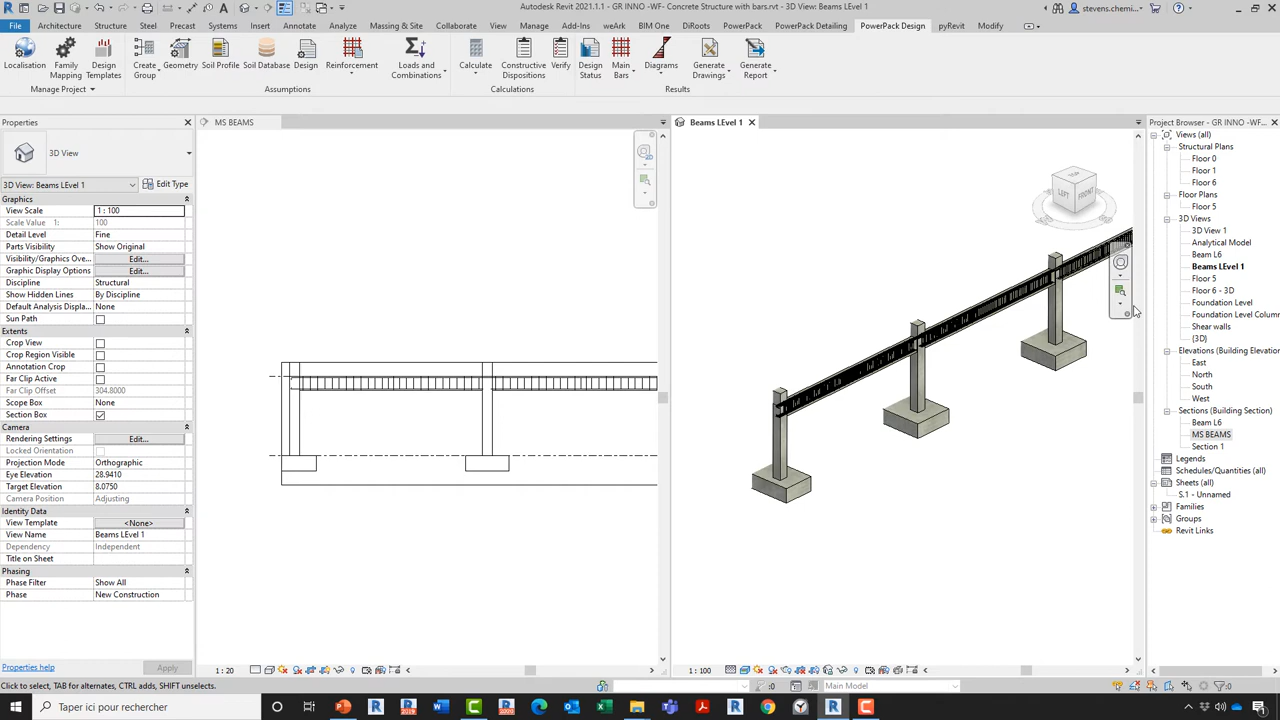 Autodesk Revit 2021.1.1 - GR INNO -WF- Concrete Structure with bars.rvt - 3D View: Beams LEvel 1
stevens.chemi...
File Architecture Structure Steel Precast Systems Insert Annotate Analyze Massing & Site Collaborate View Manage Add-Ins BIM One DiRoots PowerPack weArk PowerPack Detailing PowerPack Design pyRevit Modify
Localisation Family Mapping Design Templates Create Group Geometry Soil Profile Soil Database Design Reinforcement Loads and Combinations Calculate Constructive Dispositions Verify Design Status Main Bars Diagrams Generate Drawings Generate Report
Manage Project Assumptions Calculations Results
Properties
MS BEAMS
Beams LEvel 1
Project Browser - GR INNO -WF-...
3D View
3D View: Beams LEvel 1
Edit Type
Graphics
View Scale 1 : 100
Scale Value 1: 100
Detail Level Fine
Parts Visibility Show Original
Visibility/Graphics Ove... Edit...
Graphic Display Options Edit...
Discipline Structural
Show Hidden Lines By Discipline
Default Analysis Displa... None
Sun Path
Extents
Crop View
Crop Region Visible
Annotation Crop
Far Clip Active
Far Clip Offset 304.8000
Scope Box None
Section Box
Camera
Rendering Settings Edit...
Locked Orientation
Projection Mode Orthographic
Eye Elevation 28.9410
Target Elevation 8.0750
Camera Position Adjusting
Identity Data
View Template <None>
View Name Beams LEvel 1
Dependency Independent
Title on Sheet
Phasing
Phase Filter Show All
Phase New Construction
Properties help
Apply
2D
TOP
LEFT FRONT
Views (all)
Structural Plans
Floor 0
Floor 1
Floor 6
Floor Plans
Floor 5
3D Views
3D View 1
Analytical Model
Beam L6
Beams LEvel 1
Floor 5
Floor 6 - 3D
Foundation Level
Foundation Level Colum
Shear walls
{3D}
Elevations (Building Elevation
East
North
South
West
Sections (Building Section)
Beam L6
MS BEAMS
Section 1
Legends
Schedules/Quantities (all)
Sheets (all)
S.1 - Unnamed
Families
Groups
Revit Links
1 : 20
1 : 100
Click to select, TAB for alternates, CTRL adds, SHIFT unselects.
:0
Main Model
:0
Taper ici pour rechercher